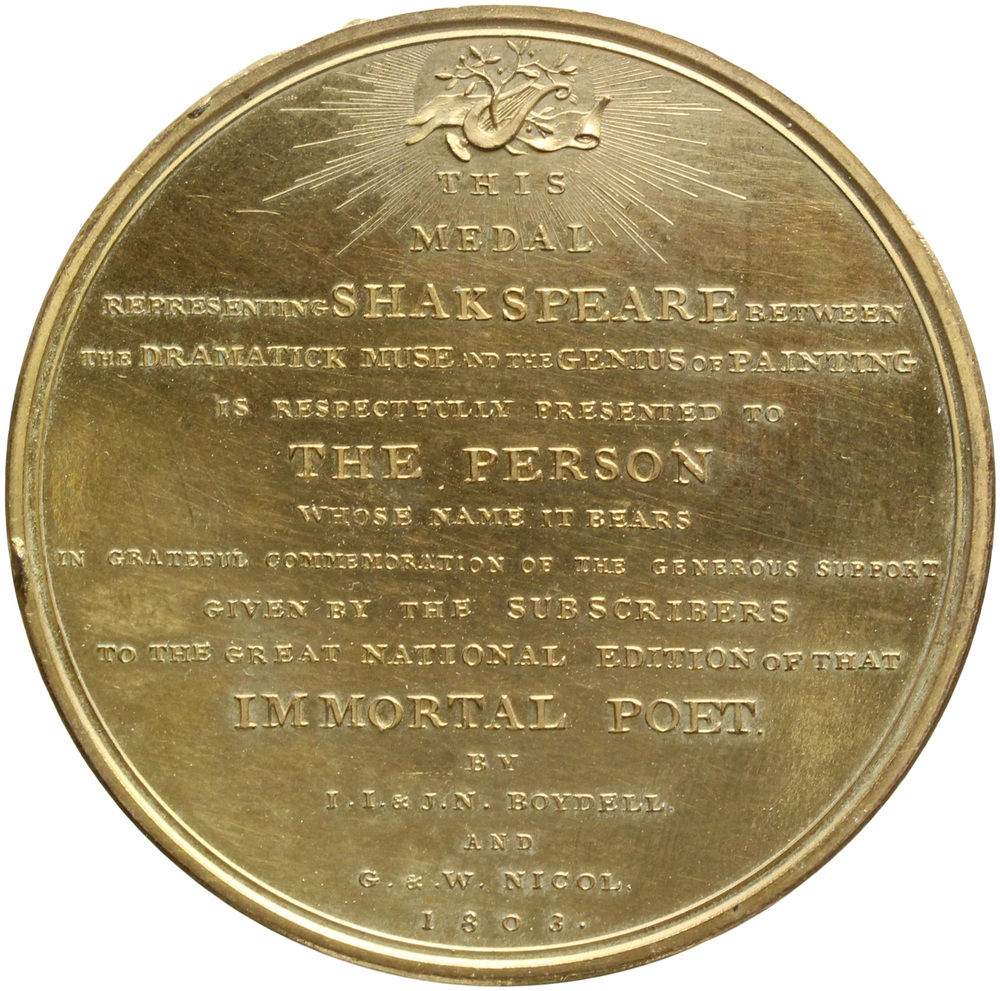 THIS
MEDAL
REPRESENTING SHAKSPEARE BETWEEN
THE DRAMATICK MUSE AND THE GENIUS OF PAINTING
IS RESPECTFULLY PRESENTED TO
THE PERSON
WHOSE NAME IT BEARS
IN GRATEFUL COMMEMORATION OF THE GENEROUS SUPPORT
GIVEN BY THE SUBSCRIBERS
TO THE GREAT NATIONAL EDITION OF THAT
IMMORTAL POET.
BY
I. I. & J. N. BOYDELL.
AND
G. & W. NICOL.
1803.